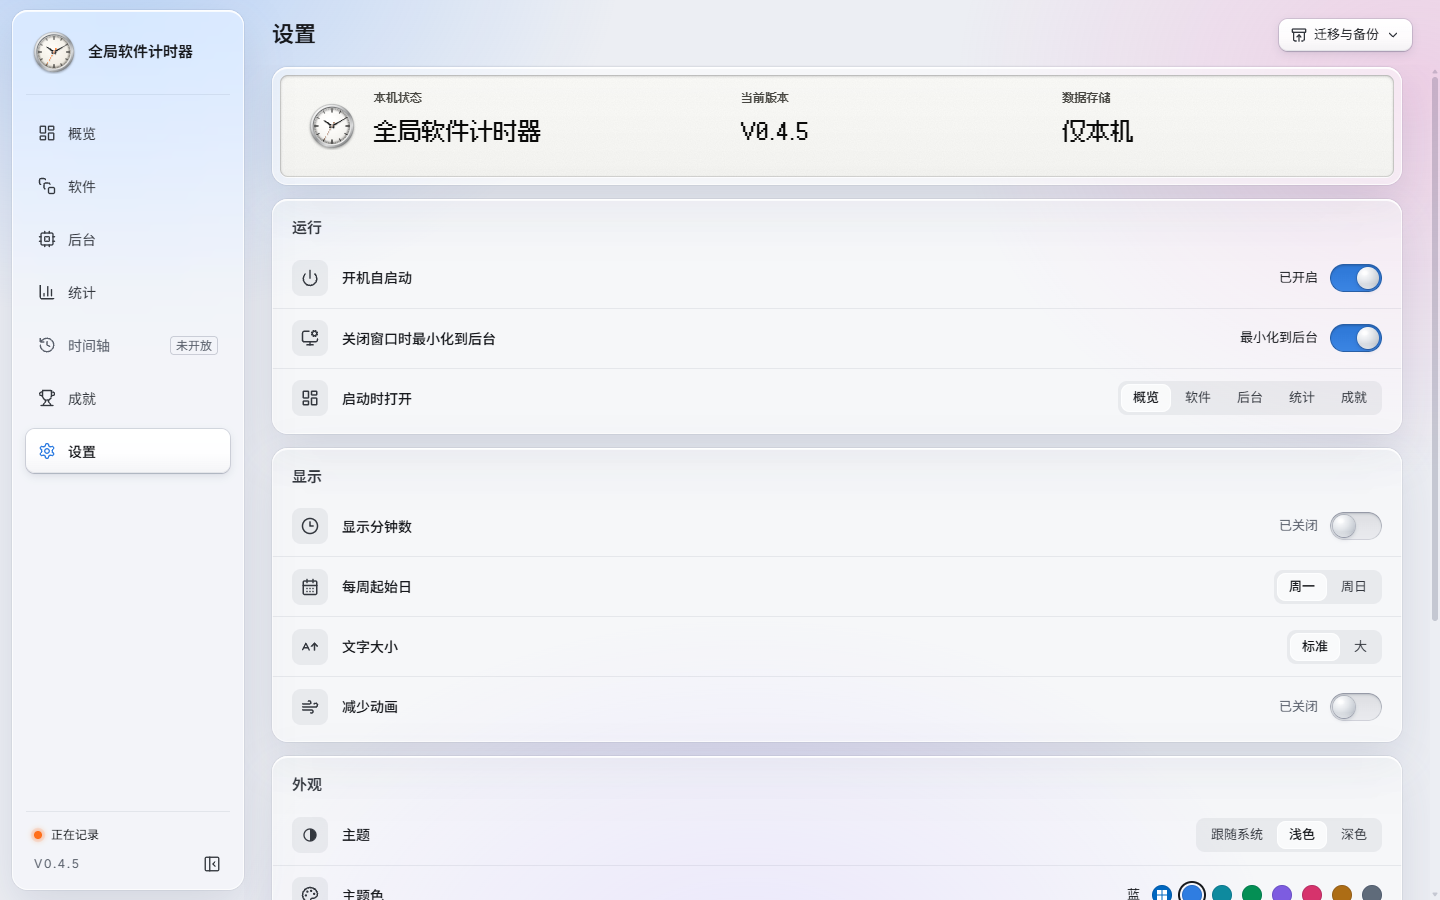 全局软件计时器
概览
软件
后台
统计
时间轴 未开放
成就
设置
正在记录
V0.4.5
设置
迁移与备份
本机状态
全局软件计时器
当前版本
V0.4.5
数据存储
仅本机
运行
开机自启动 已开启
关闭窗口时最小化到后台 最小化到后台
启动时打开 概览 软件 后台 统计 成就
显示
显示分钟数 已关闭
每周起始日 周一 周日
文字大小 标准 大
减少动画 已关闭
外观
主题 跟随系统 浅色 深色
主题色 蓝